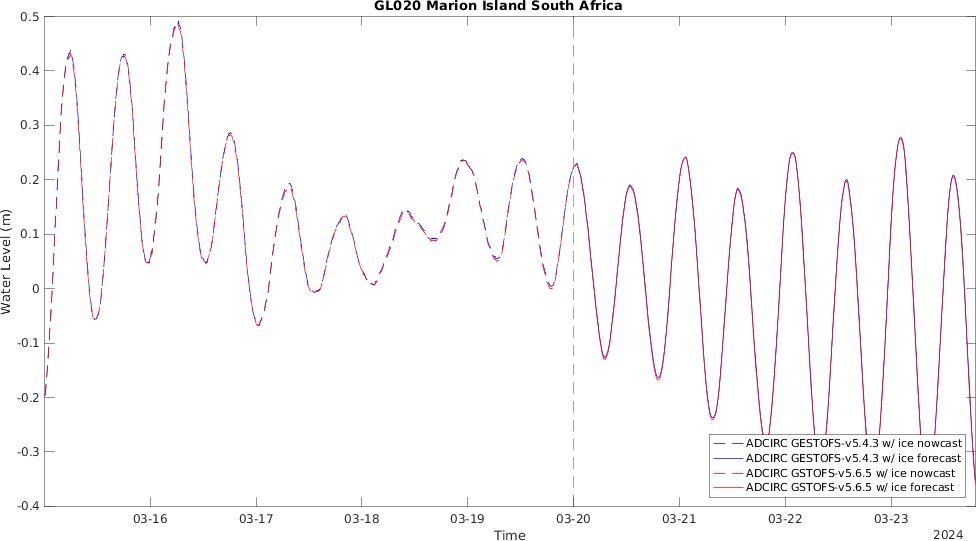 GL020 Marion Island South Africa
0.5
0.4
0.3
0.2
0.1
0
-0.1
-0.2
-0.3
-0.4
Water Level (m)
ADCIRC GESTOFS-v5.4.3 w/ ice nowcast
ADCIRC GESTOFS-v5.4.3 w/ ice forecast
ADCIRC GSTOFS-v5.6.5 w/ ice nowcast
ADCIRC GSTOFS-v5.6.5 w/ ice forecast
03-16 03-17 03-18 03-19 03-20 03-21 03-22 03-23
Time
2024